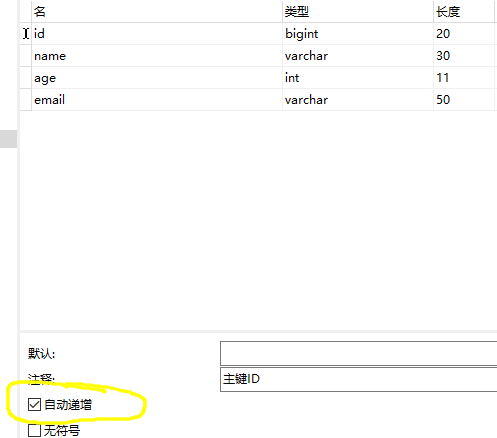 名 类型 长度
id bigint 20
name varchar 30
age int 11
email varchar 50
默认:
注释: 主键ID
自动递增
无符号